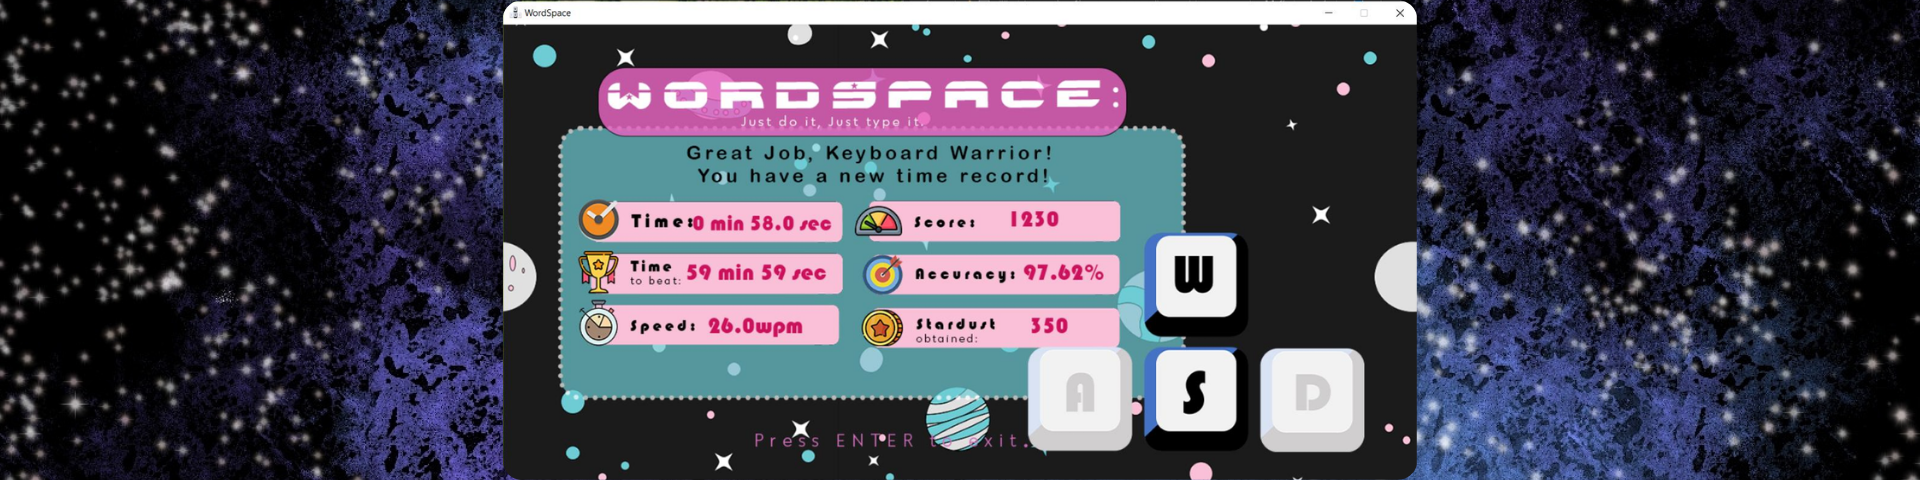 WordSpace
WORDSPACE:
Just do it, Just type it.
Great Job, Keyboard Warrior!
You have a new time record!
Time: 0 min 58.0 sec
Score: 1230
Time to beat: 59 min 59 sec
Accuracy: 97.62%
Speed: 26.0wpm
Stardust obtained: 350
W
A S D
Press ENTER to exit.